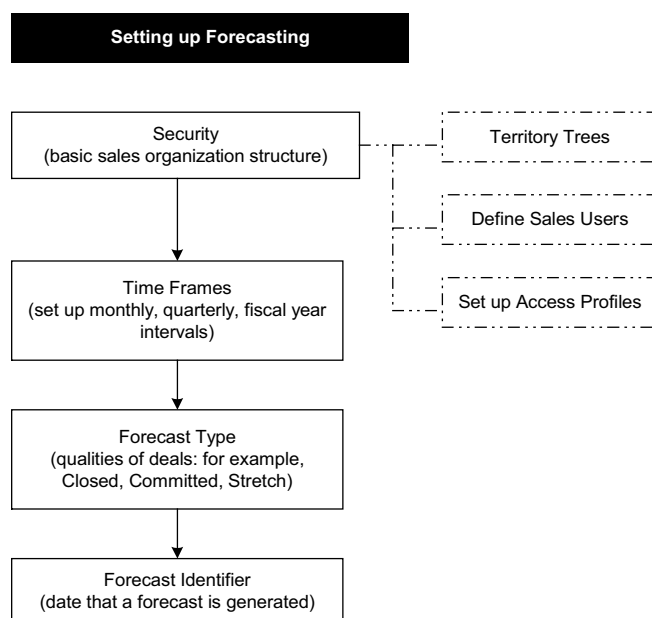 Setting up Forecasting
Security
(basic sales organization structure)
Territory Trees
Define Sales Users
Set up Access Profiles
Time Frames
(set up monthly, quarterly, fiscal year
intervals)
Forecast Type
(qualities of deals: for example,
Closed, Committed, Stretch)
Forecast Identifier
(date that a forecast is generated)